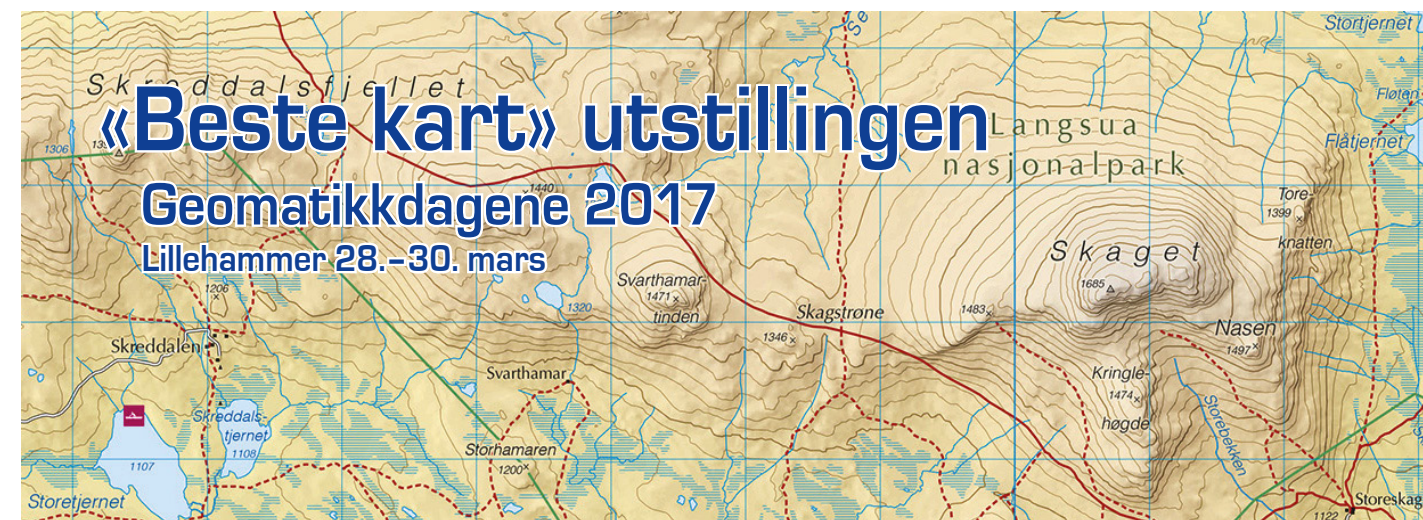 Stortjernet
Skreddalsfjellet
«Beste kart» utstillingen
Fløten
Langsua
nasjonalpark
Flåtjernet
1306
Geomatikkdagene 2017
1440
Tore-
1399
knatten
Lillehammer 28.–30. mars
Skaget
1685
Svarthamar-
1471
tinden
1206
1320
Skagstrøne
1483
1346
Nasen
1497
Skreddalen
Svarthamar
Kringle-
1474
høgde
Storebekken
Skreddals-
tjernet
1108
Storhamaren
1200
1107
Storetjernet
Storeskag
1122